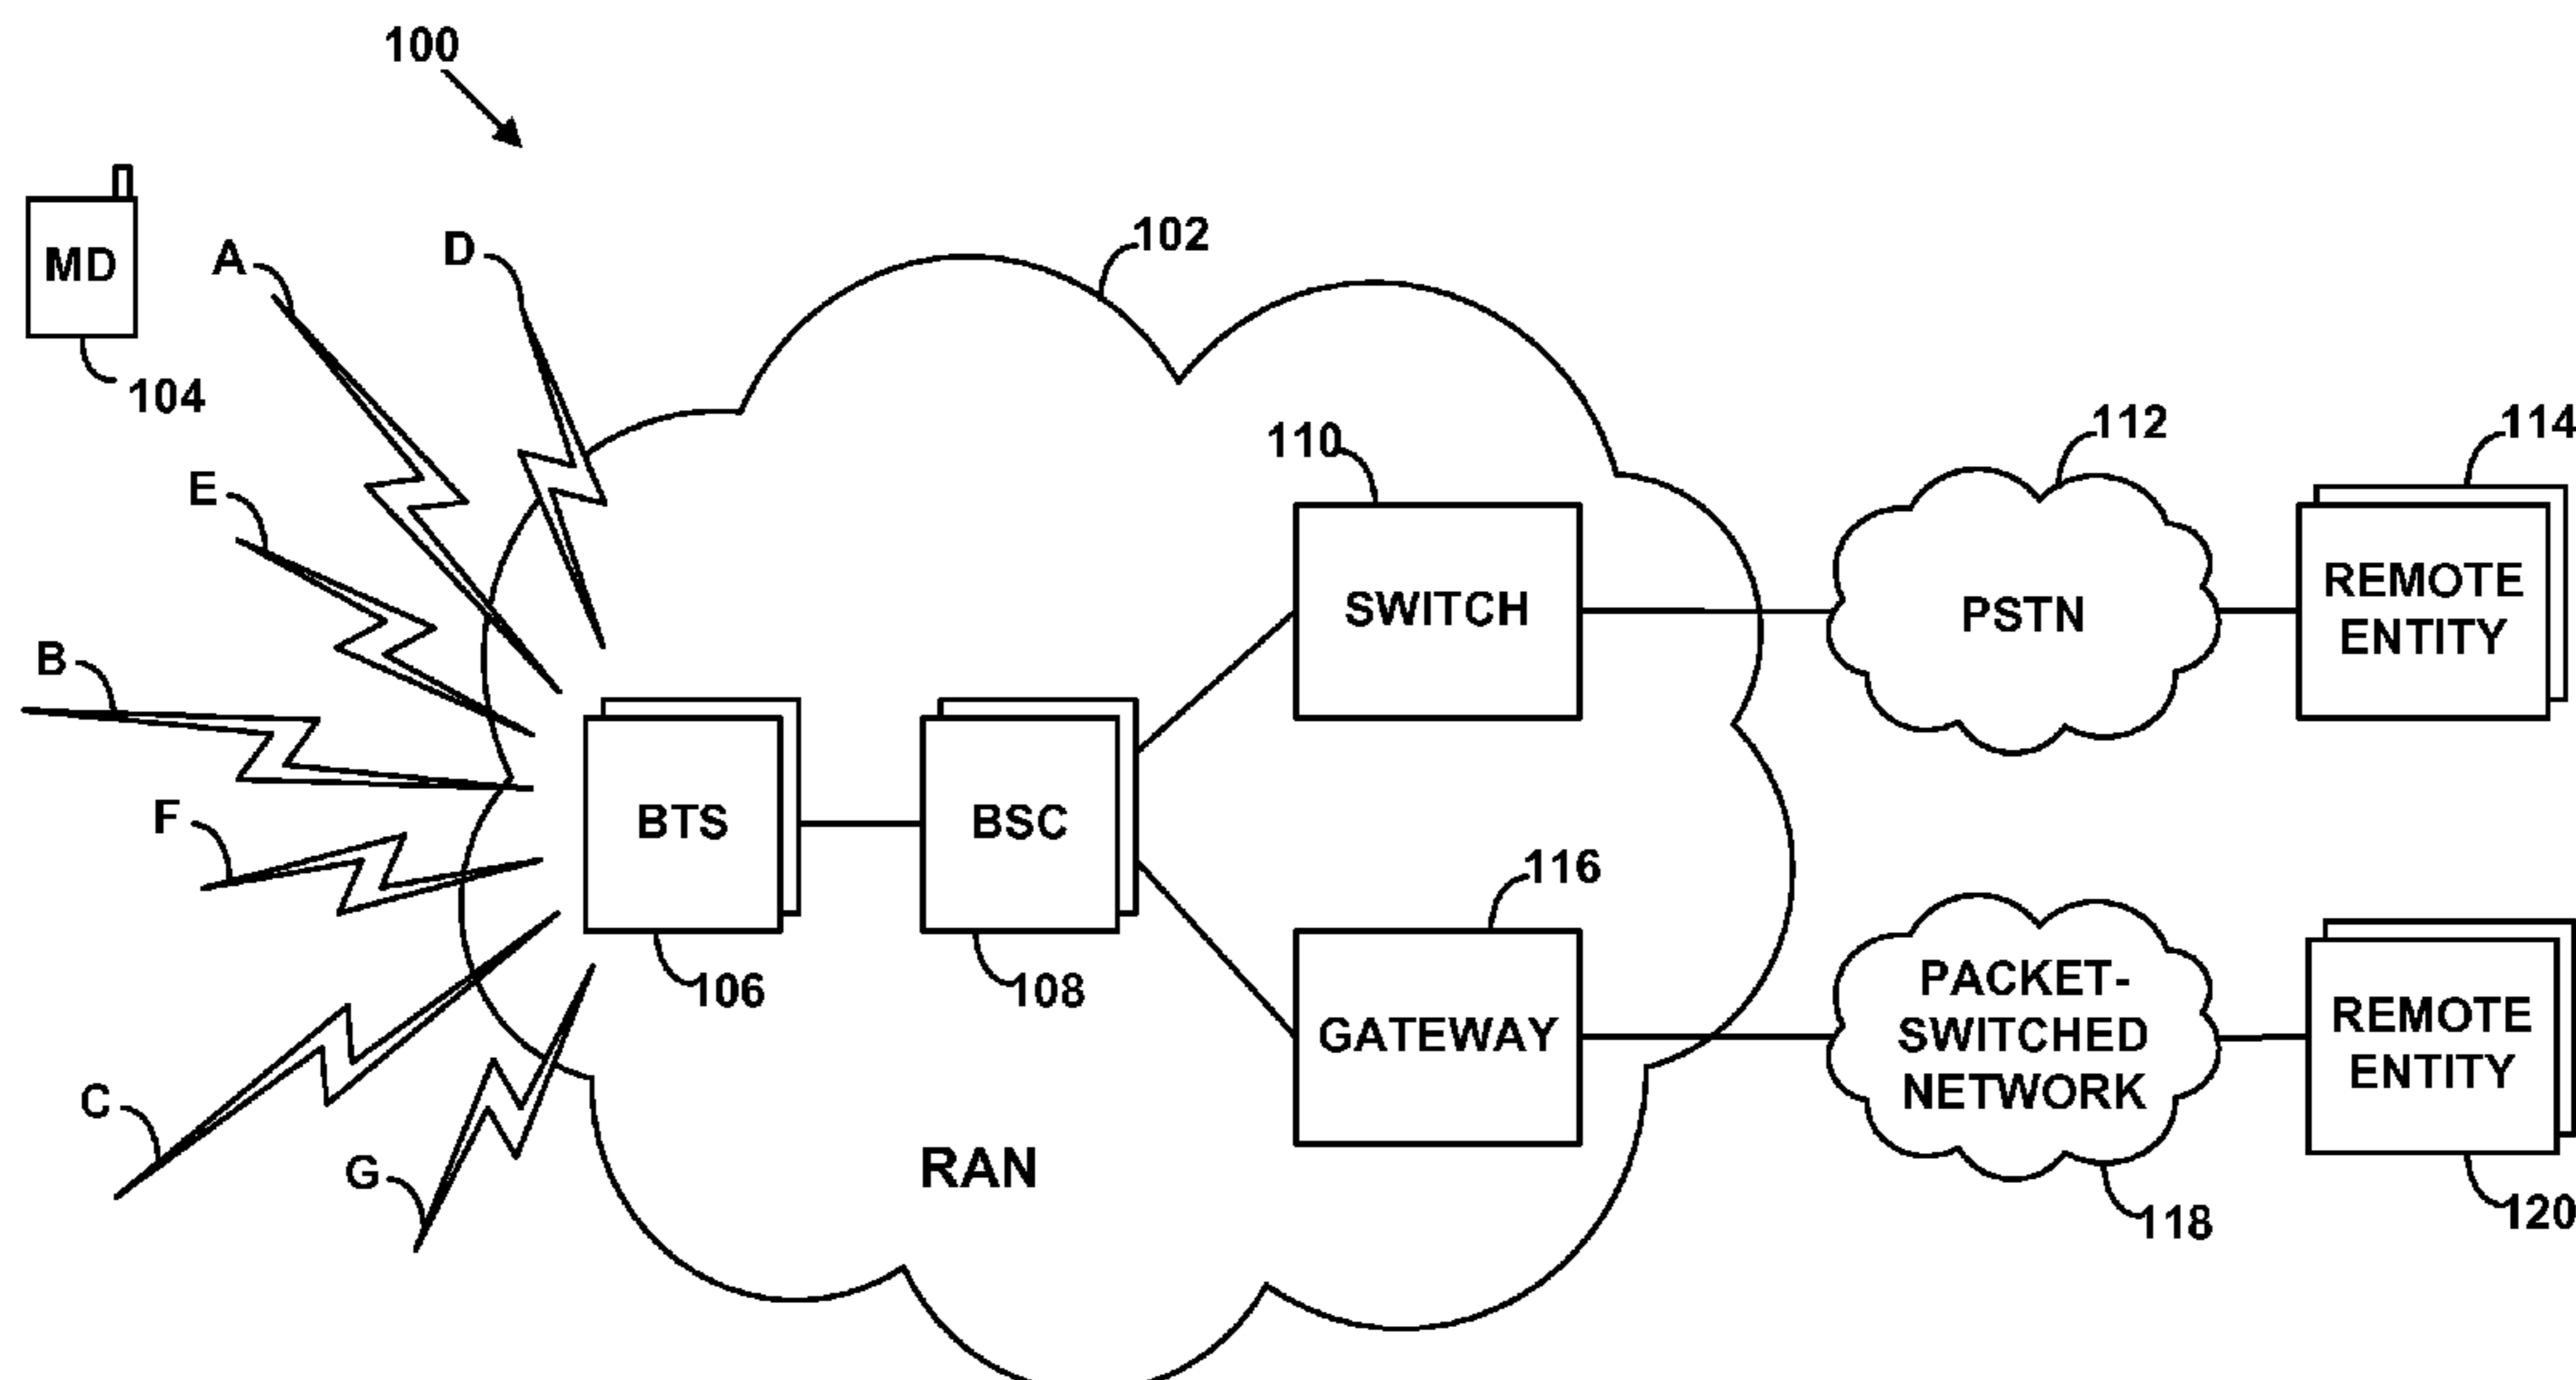 100
MD
104
A
D
E
B
F
C
G
102
110
SWITCH
112
PSTN
114
REMOTE
ENTITY
BTS
106
BSC
108
116
GATEWAY
PACKET-
SWITCHED
NETWORK
118
REMOTE
ENTITY
120
RAN